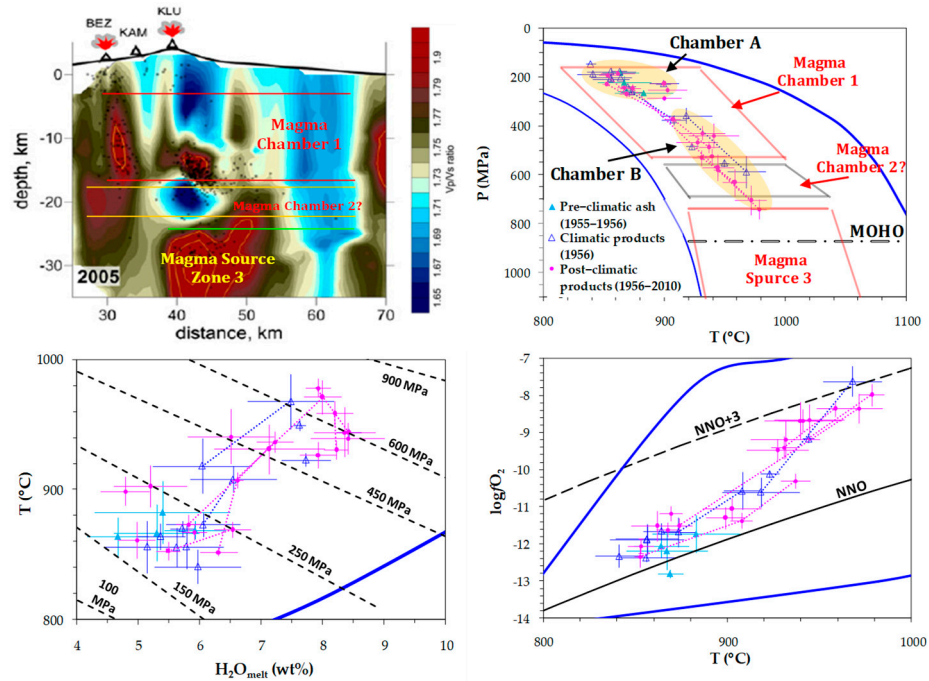 KLU
BEZ
KAM
0
-10
-20
-30
depth, km
Magma
Chamber 1
Magma Chamber 2?
Magma Source
Zone 3
2005
30
40
50
60
70
distance, km
1.9
1.79
1.77
1.75
1.73
1.71
1.69
1.67
1.65
Vp/Vs ratio
0
200
400
600
800
1000
P (MPa)
Chamber A
Magma
Chamber 1
Magma
Chamber 2?
Chamber B
Pre-climatic ash
(1955–1956)
Climatic products
(1956)
Post-climatic
products (1956–2010)
MOHO
Magma
Spurce 3
800
900
1000
1100
T (°C)
1000
900
800
T (°C)
900 MPa
600 MPa
450 MPa
250 MPa
150 MPa
100
MPa
4
5
6
7
8
9
10
H2Omelt (wt%)
-7
-8
-9
-10
-11
-12
-13
-14
logfO2
NNO+3
NNO
800
900
1000
T (°C)